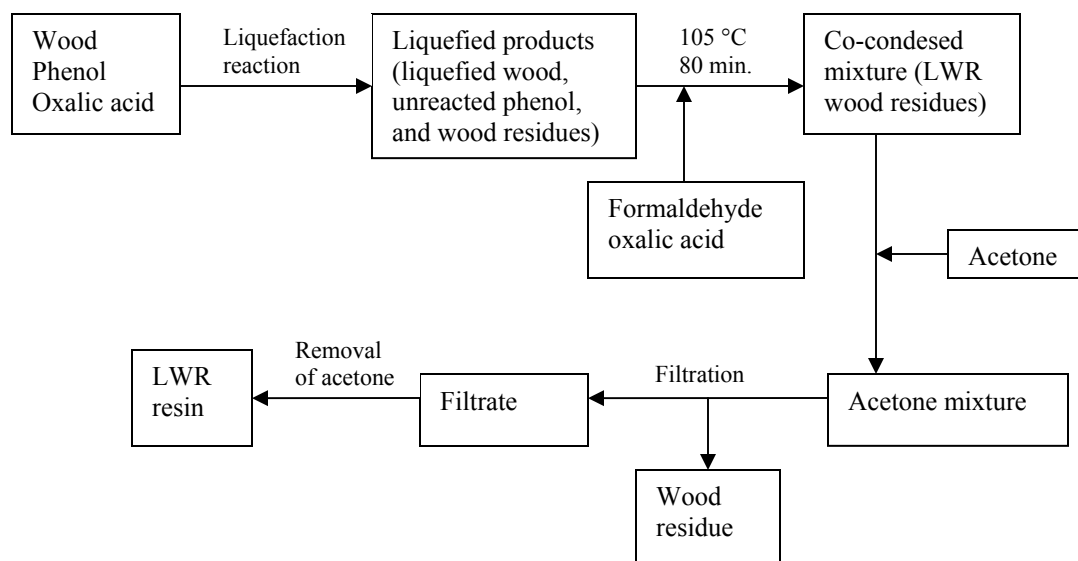 Wood
Phenol
Oxalic acid
Liquefaction
reaction
Liquefied products
(liquefied wood,
unreacted phenol,
and wood residues)
105 °C
80 min.
Co-condesed
mixture (LWR
wood residues)
Formaldehyde
oxalic acid
Acetone
LWR
resin
Removal
of acetone
Filtrate
Filtration
Acetone mixture
Wood
residue